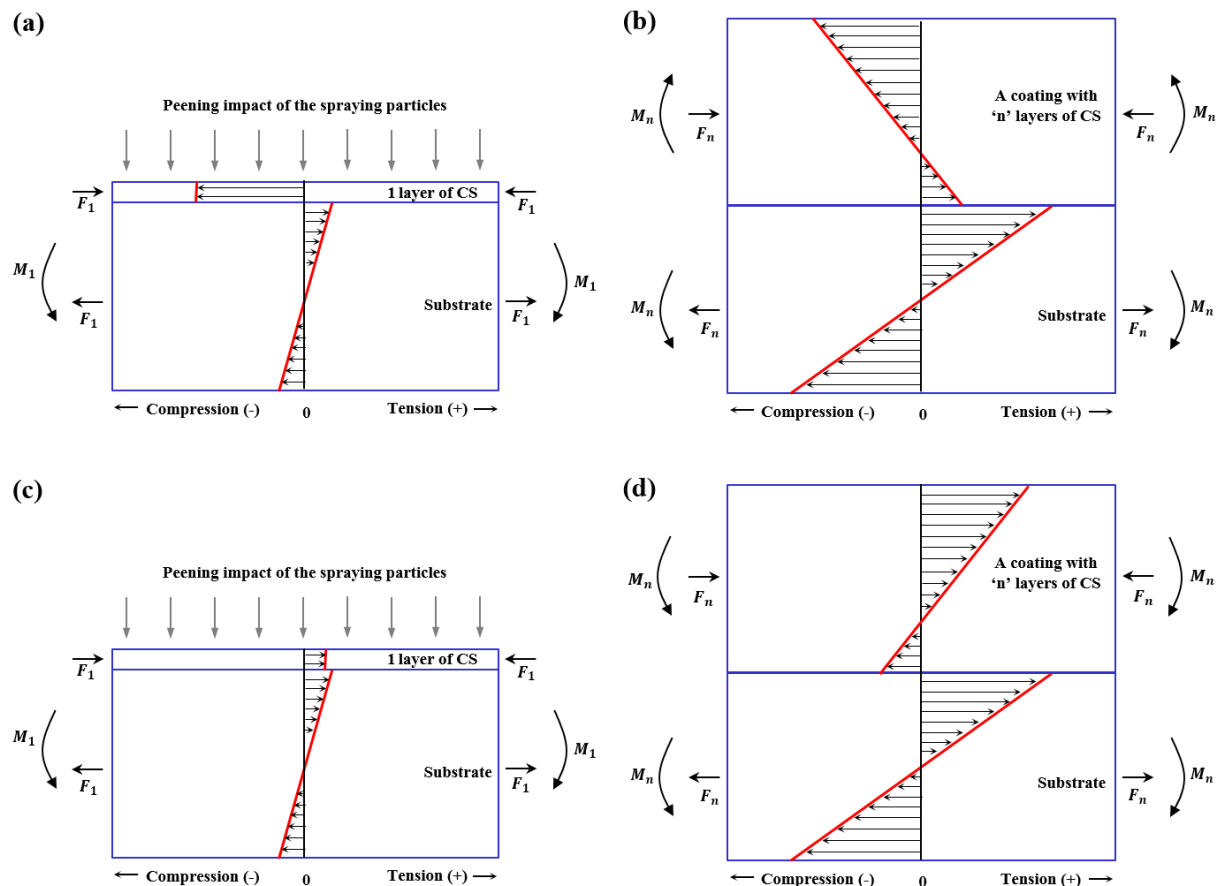 (a)
Peening impact of the spraying particles
1 layer of CS
F₁
F₁
M₁
M₁
Substrate
F₁
F₁
← Compression (-) 0 Tension (+) →
(b)
A coating with
‘n’ layers of CS
Mₙ
Mₙ
Fₙ
Fₙ
Mₙ
Mₙ
Substrate
Fₙ
Fₙ
← Compression (-) 0 Tension (+) →
(c)
Peening impact of the spraying particles
1 layer of CS
F₁
F₁
M₁
M₁
Substrate
F₁
F₁
← Compression (-) 0 Tension (+) →
(d)
A coating with
‘n’ layers of CS
Mₙ
Mₙ
Fₙ
Fₙ
Mₙ
Mₙ
Substrate
Fₙ
Fₙ
← Compression (-) 0 Tension (+) →